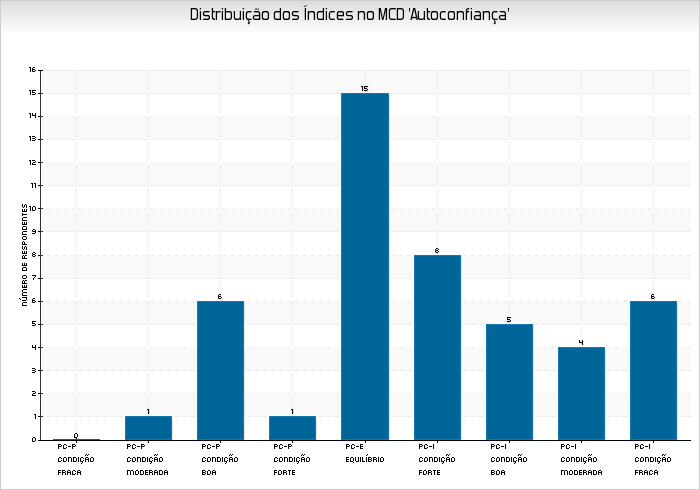 Distribuição dos Índices no MCD 'Autoconfiança'
NÚMERO DE RESPONDENTES
16
15
14
13
12
11
10
9
8
7
6
5
4
3
2
1
0
0
1
6
1
15
8
5
4
6
PC-P
CONDIÇÃO
FRACA
PC-P
CONDIÇÃO
MODERADA
PC-P
CONDIÇÃO
BOA
PC-P
CONDIÇÃO
FORTE
PC-E
EQUILÍBRIO
PC-I
CONDIÇÃO
FORTE
PC-I
CONDIÇÃO
BOA
PC-I
CONDIÇÃO
MODERADA
PC-I
CONDIÇÃO
FRACA